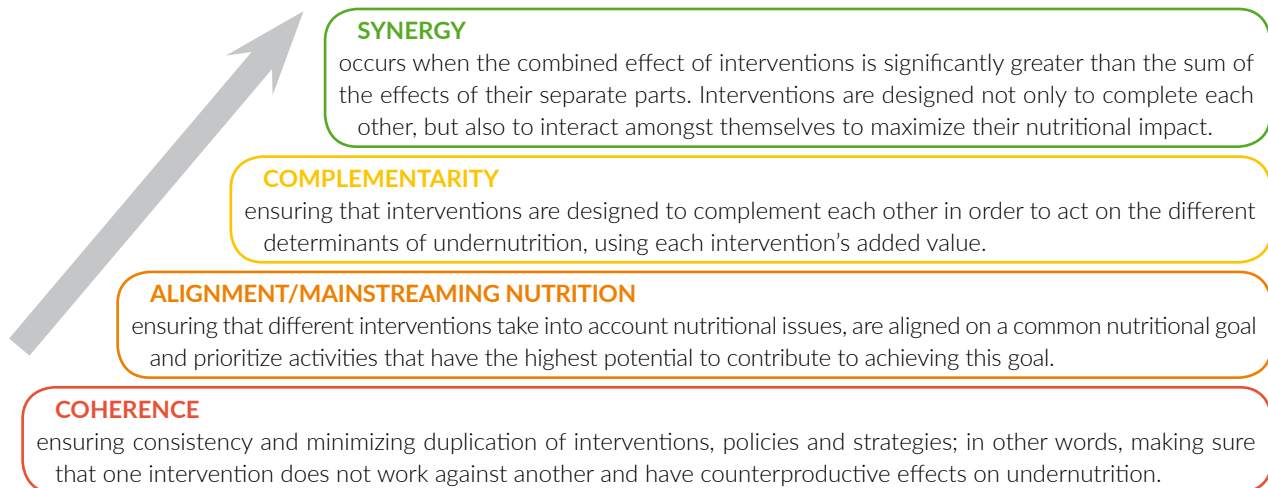 SYNERGY
occurs when the combined effect of interventions is significantly greater than the sum of
the effects of their separate parts. Interventions are designed not only to complete each
other, but also to interact amongst themselves to maximize their nutritional impact.
COMPLEMENTARITY
ensuring that interventions are designed to complement each other in order to act on the different
determinants of undernutrition, using each intervention's added value.
ALIGNMENT/MAINSTREAMING NUTRITION
ensuring that different interventions take into account nutritional issues, are aligned on a common nutritional goal
and prioritize activities that have the highest potential to contribute to achieving this goal.
COHERENCE
ensuring consistency and minimizing duplication of interventions, policies and strategies; in other words, making sure
that one intervention does not work against another and have counterproductive effects on undernutrition.